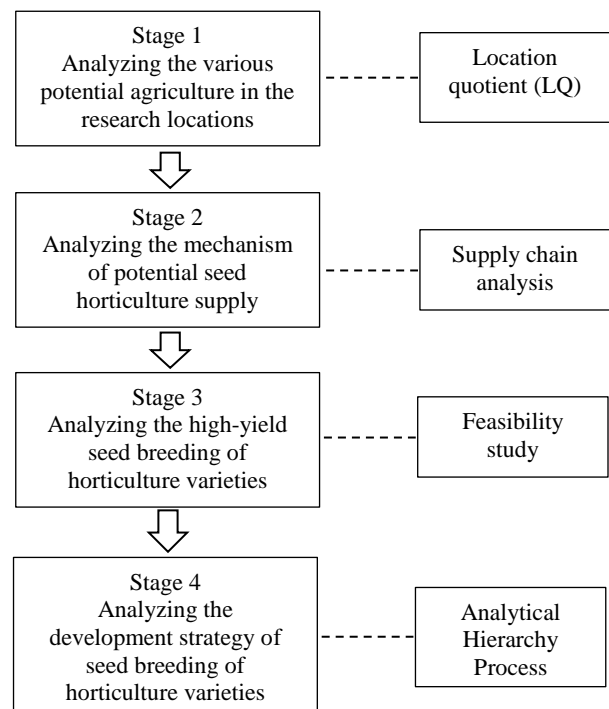 Stage 1
Analyzing the various
potential agriculture in the
research locations
Location
quotient (LQ)
Stage 2
Analyzing the mechanism
of potential seed
horticulture supply
Supply chain
analysis
Stage 3
Analyzing the high-yield
seed breeding of
horticulture varieties
Feasibility
study
Stage 4
Analyzing the
development strategy of
seed breeding of
horticulture varieties
Analytical
Hierarchy
Process